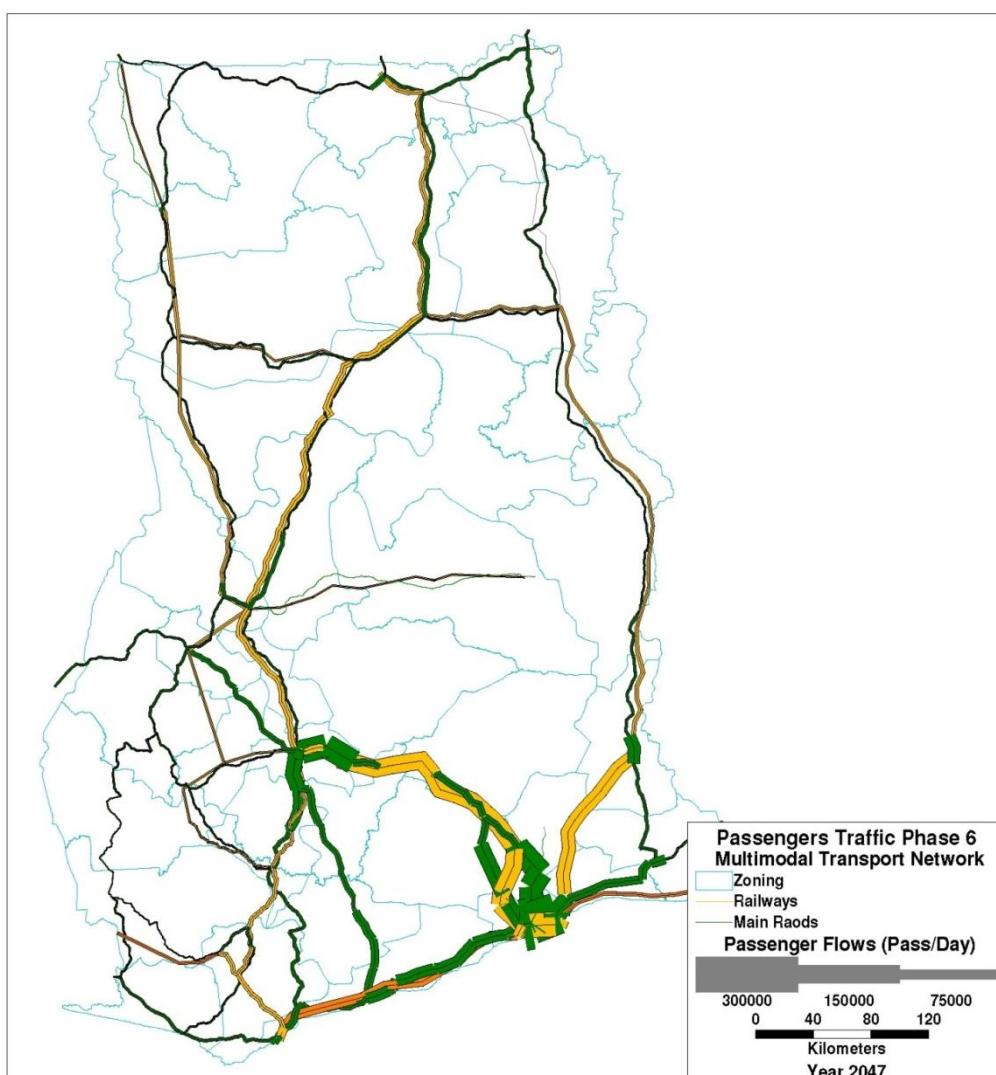 Passengers Traffic Phase 6
Multimodal Transport Network
Zoning
Railways
Main Raods
Passenger Flows (Pass/Day)
300000 150000 75000
0 40 80 120
Kilometers
Year 2047